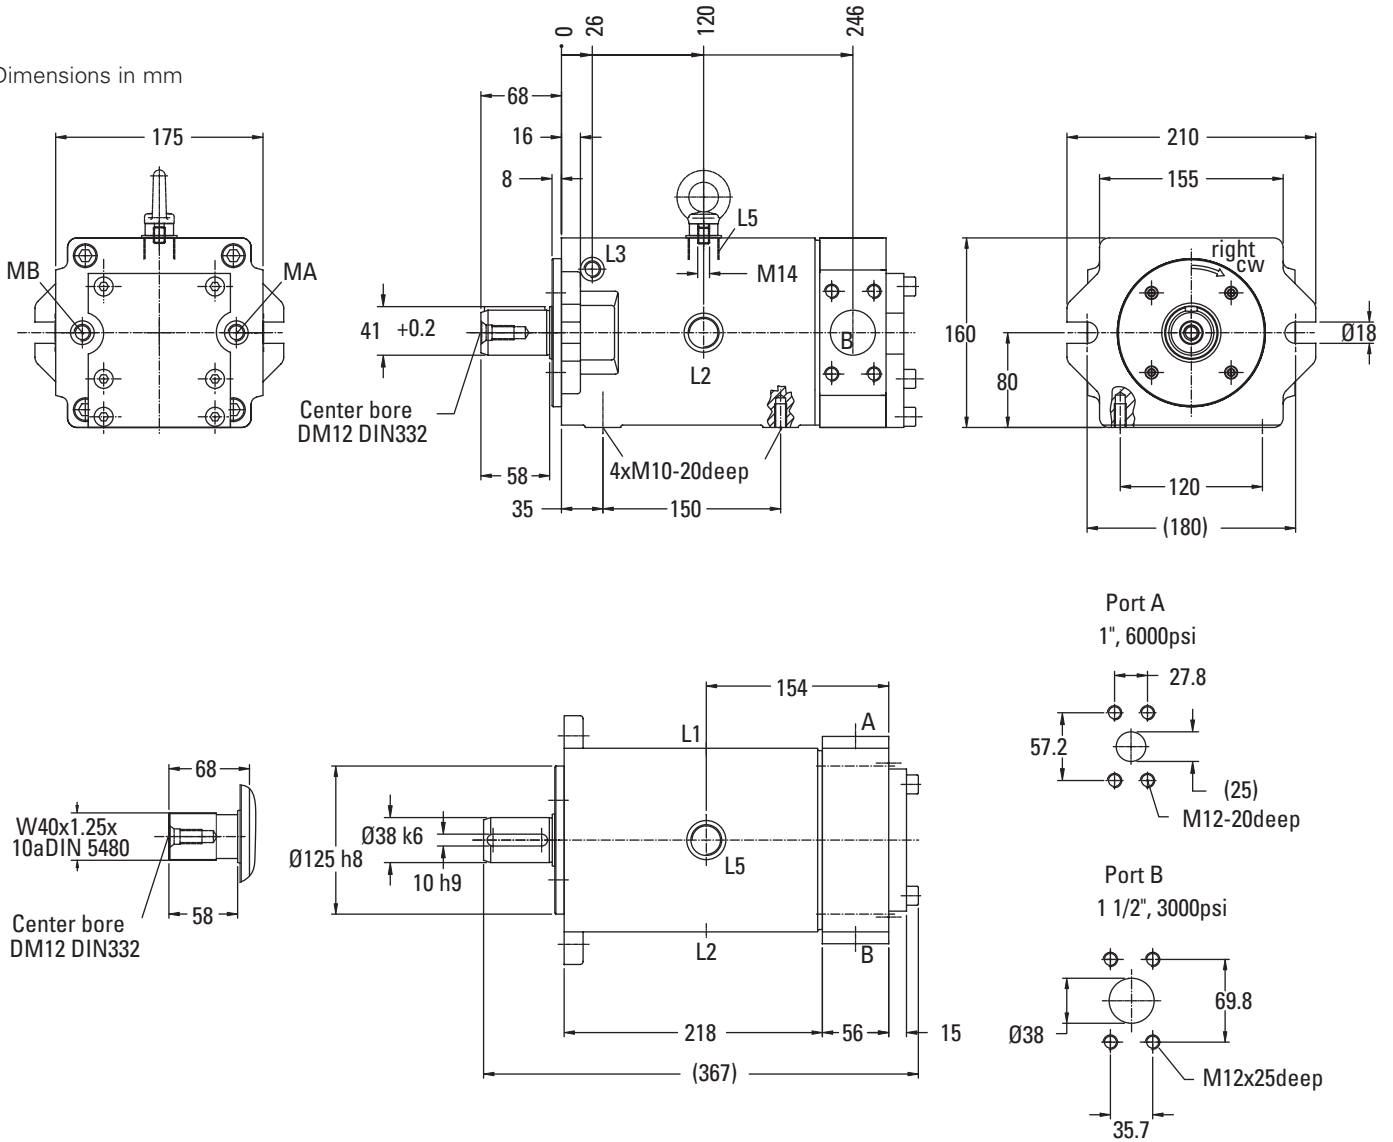 Dimensions in mm
0
26
120
246
68
16
8
175
MB
MA
L3
L5
M14
41 +0.2
L2
B
Center bore
DM12 DIN332
58
4xM10-20deep
35
150
210
155
right
cw
160
80
Ø18
120
(180)
Port A
1", 6000psi
27.8
57.2
(25)
M12-20deep
68
W40x1.25x
10aDIN 5480
58
Center bore
DM12 DIN332
154
L1
A
Ø38 k6
Ø125 h8
10 h9
L5
L2
B
218
56
15
(367)
Port B
1 1/2", 3000psi
69.8
Ø38
M12x25deep
35.7